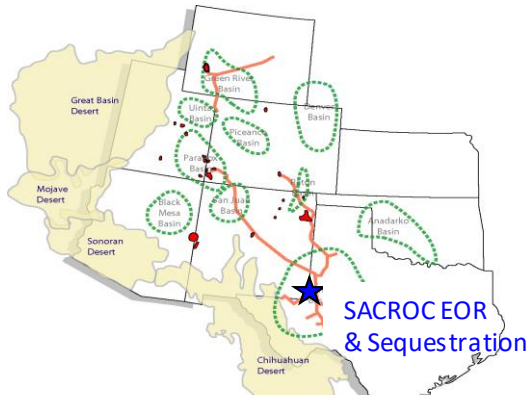 Green River
Basin
Great Basin
Desert
Uinta
Basin
Denver
Basin
Piceance
Basin
Paradox
Basin
Mojave
Desert
Raton
Black
Mesa
Basin
San Juan
Basin
Anadarko
Basin
Sonoran
Desert
SACROC EOR
& Sequestration
Chihuahuan
Desert